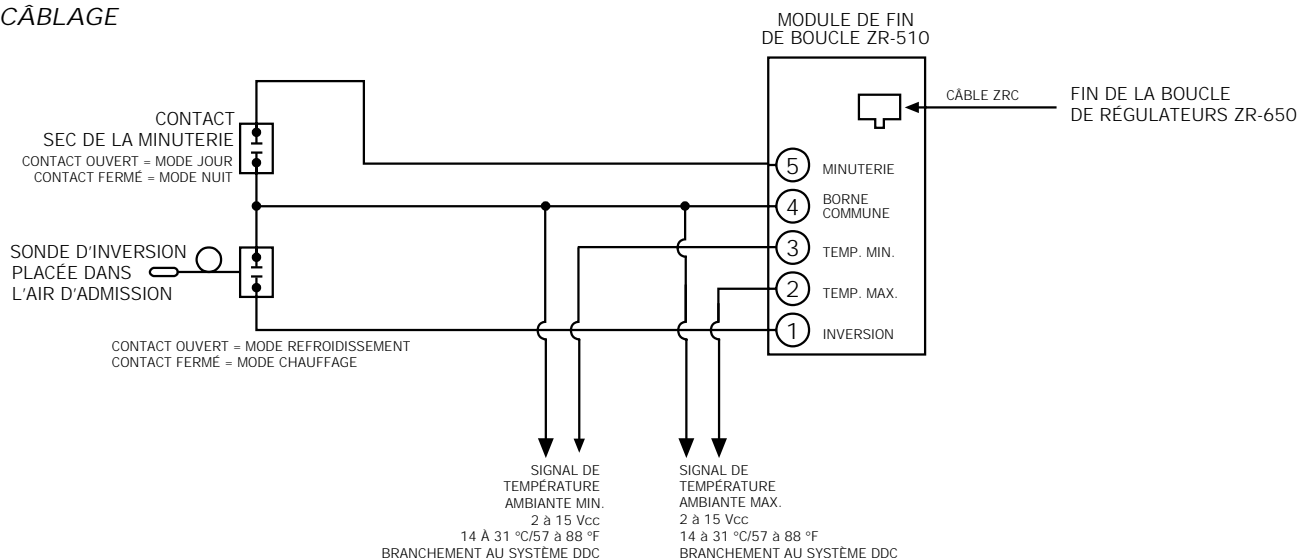 CÂBLAGE
MODULE DE FIN
DE BOUCLE ZR-510
CÂBLE ZRC
FIN DE LA BOUCLE
DE RÉGULATEURS ZR-650
CONTACT
SEC DE LA MINUTERIE
CONTACT OUVERT = MODE JOUR
CONTACT FERMÉ = MODE NUIT
5 MINUTERIE
4 BORNE
COMMUNE
3 TEMP. MIN.
2 TEMP. MAX.
1 INVERSION
SONDE D'INVERSION
PLACÉE DANS
L'AIR D'ADMISSION
CONTACT OUVERT = MODE REFROIDISSEMENT
CONTACT FERMÉ = MODE CHAUFFAGE
SIGNAL DE
TEMPÉRATURE
AMBIANTE MIN.
2 à 15 Vcc
14 À 31 °C/57 à 88 °F
BRANCHEMENT AU SYSTÈME DDC
SIGNAL DE
TEMPÉRATURE
AMBIANTE MAX.
2 à 15 Vcc
14 à 31 °C/57 à 88 °F
BRANCHEMENT AU SYSTÈME DDC